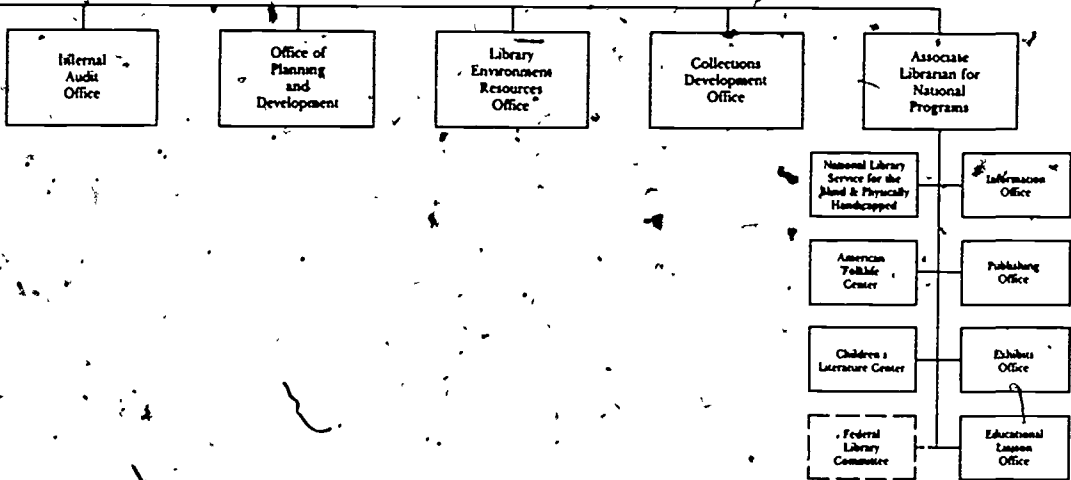 Internal
Audit
Office
Office of
Planning
and
Development
Library
Environment
Resources
Office
Collections
Development
Office
Associate
Librarian for
National
Programs
National Library
Service for the
Blind & Physically
Handicapped
Information
Office
American
Folklife
Center
Publishing
Office
Children s
Literature Center
Exhibits
Office
Federal
Library
Committee
Educational
Liaison
Office